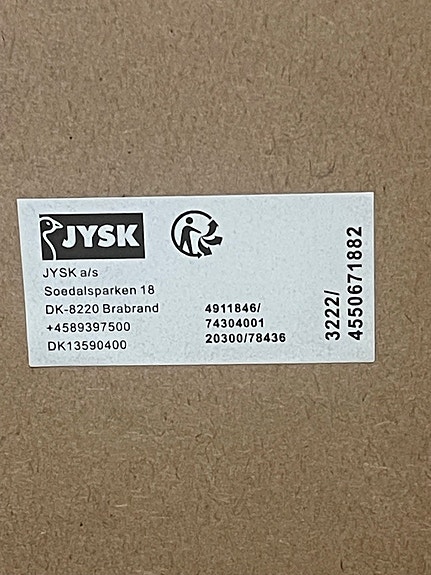 JYSK
JYSK a/s
Soedalsparken 18
DK-8220 Brabrand
+4589397500
DK13590400
4911846/
74304001
20300/78436
3222/
4550671882